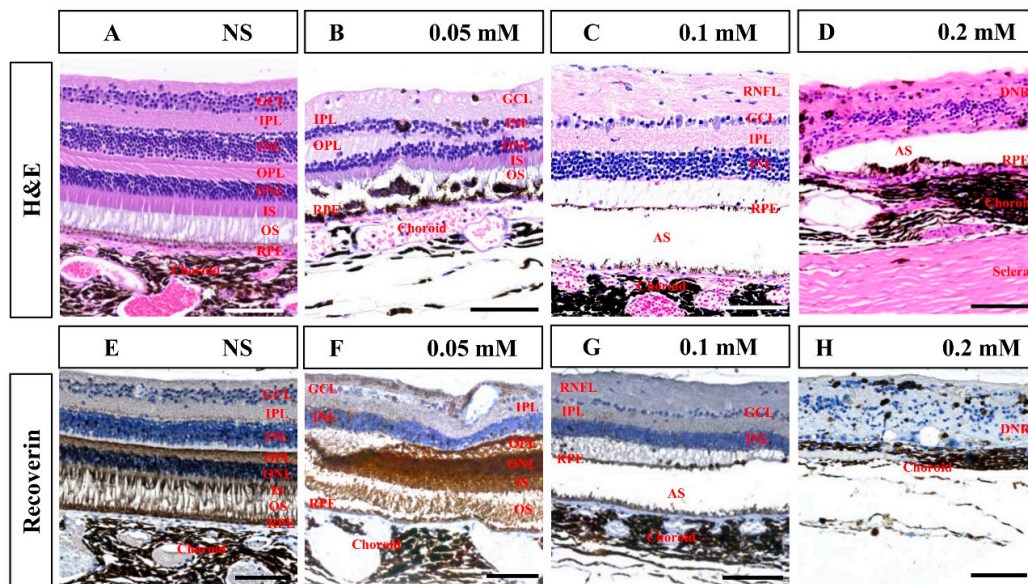 A NS
B 0.05 mM
C 0.1 mM
D 0.2 mM
H&E
GCL
IPL
INL
OPL
ONL
IS
OS
RPE
Choroid
GCL
IPL
INL
OPL
ONL
IS
OS
RPE
Choroid
RNFL
GCL
IPL
INL
RPE
AS
Choroid
DNR
AS
RPE
Choroid
Sclera
E NS
F 0.05 mM
G 0.1 mM
H 0.2 mM
Recoverin
GCL
IPL
INL
OPL
ONL
IS
OS
RPE
Choroid
GCL
IPL
INL
OPL
ONL
IS
OS
RPE
Choroid
RNFL
IPL
GCL
INL
RPE
AS
Choroid
DNR
Choroid